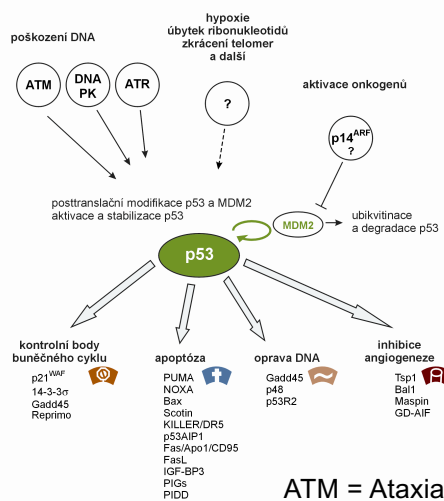 hypoxie
úbytek ribonukleotidů
zkrácení telomer
a další
poškození DNA
aktivace onkogenů
ATM
DNA
PK
ATR
?
p14ARF
?
posttranslační modifikace p53 a MDM2
aktivace a stabilizace p53
MDM2
ubikvitinace
a degradace p53
p53
kontrolní body
buněčného cyklu
p21WAF
14-3-3σ
Gadd45
Reprimo
apoptóza
PUMA
NOXA
Bax
Scotin
KILLER/DR5
p53AIP1
Fas/Apo1/CD95
FasL
IGF-BP3
PIGs
PIDD
oprava DNA
Gadd45
p48
p53R2
inhibice
angiogeneze
Tsp1
Bal1
Maspin
GD-AIF
ATM = Ataxia